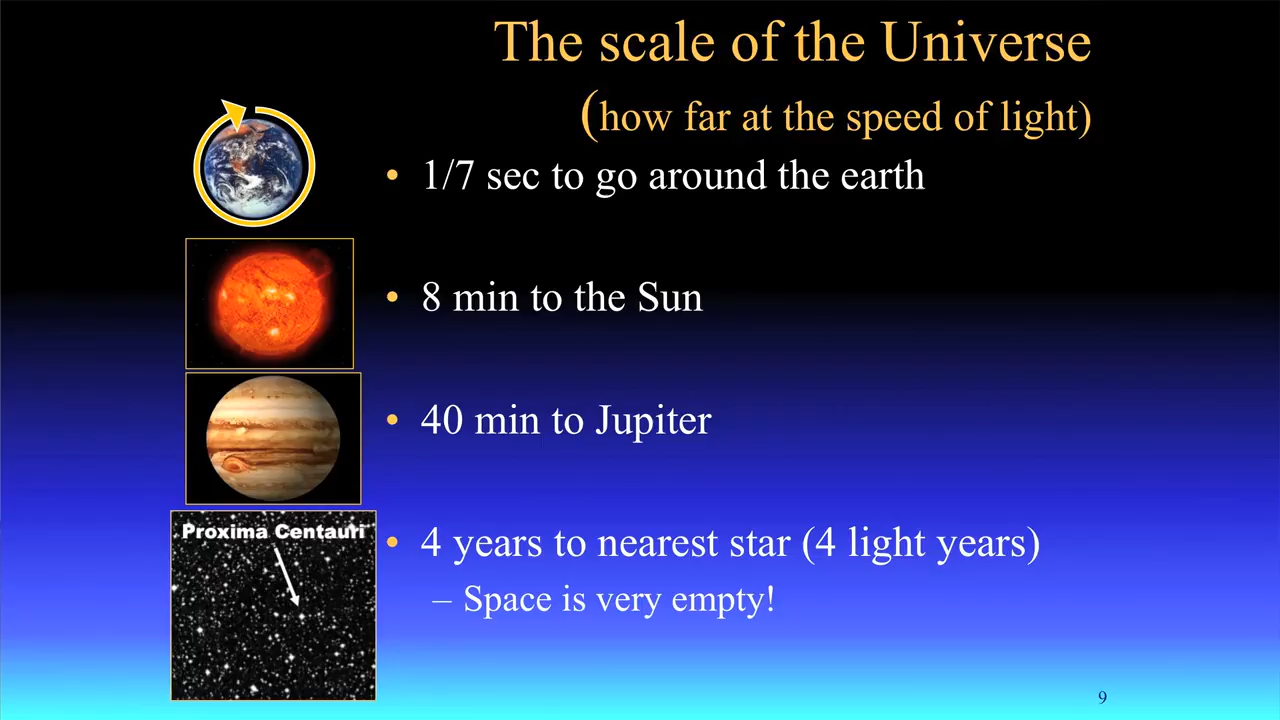 The scale of the Universe
(how far at the speed of light)
• 1/7 sec to go around the earth
• 8 min to the Sun
• 40 min to Jupiter
Proxima Centauri
• 4 years to nearest star (4 light years)
– Space is very empty!
9